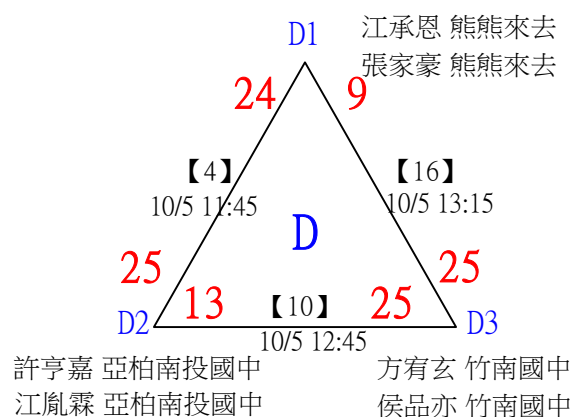 D1
江承恩 熊熊來去
張家豪 熊熊來去
24
9
【4】
10/5 11:45
【16】
10/5 13:15
D
25
25
13
25
【10】
10/5 12:45
D2
D3
許亨嘉 亞柏南投國中
江胤霖 亞柏南投國中
方宥玄 竹南國中
侯品亦 竹南國中